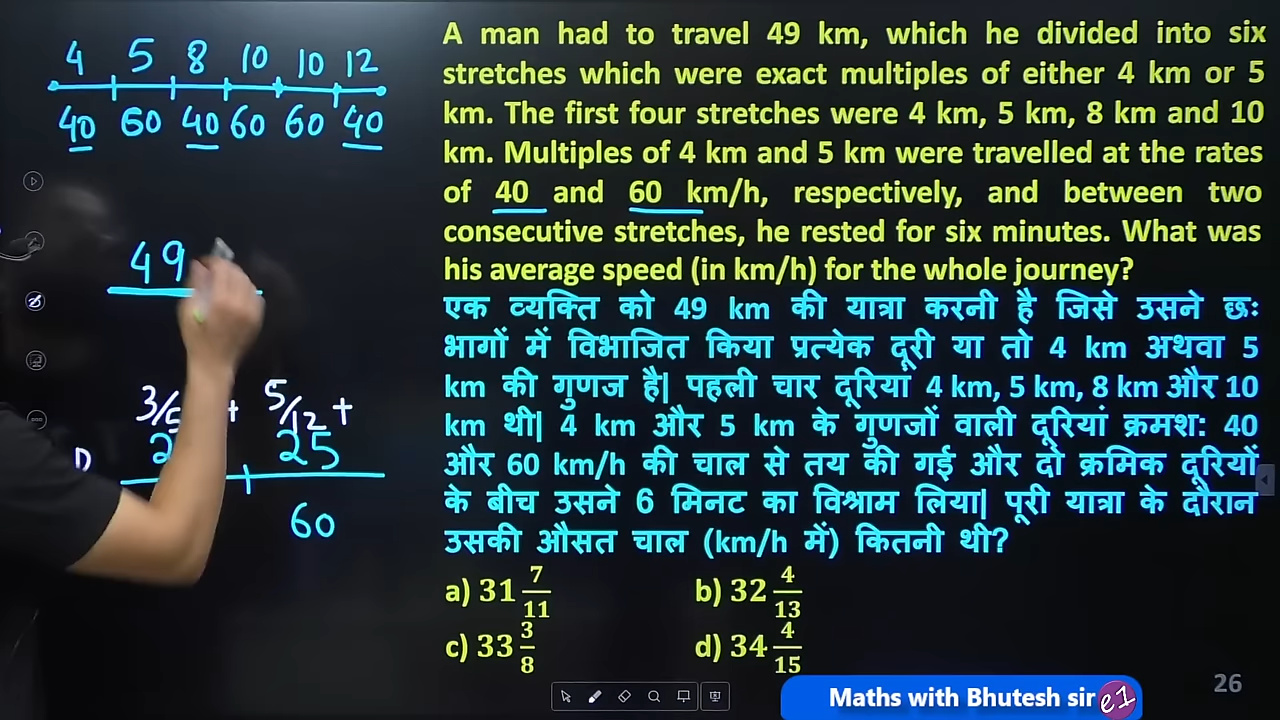 4 5 8 10 10 12
40 60 40 60 60 40
49
3/5 + 5/12 +
2 25
60
A man had to travel 49 km, which he divided into six
stretches which were exact multiples of either 4 km or 5
km. The first four stretches were 4 km, 5 km, 8 km and 10
km. Multiples of 4 km and 5 km were travelled at the rates
of 40 and 60 km/h, respectively, and between two
consecutive stretches, he rested for six minutes. What was
his average speed (in km/h) for the whole journey?
एक व्यक्ति को 49 km की यात्रा करनी है जिसे उसने छः
भागों में विभाजित किया प्रत्येक दूरी या तो 4 km अथवा 5
km की गुणज है| पहली चार दूरियां 4 km, 5 km, 8 km और 10
km थी| 4 km और 5 km के गुणजों वाली दूरियां क्रमश: 40
और 60 km/h की चाल से तय की गई और दो क्रमिक दूरियों
के बीच उसने 6 मिनट का विश्राम लिया| पूरी यात्रा के दौरान
उसकी औसत चाल (km/h में) कितनी थी?
a) 31 7/11 b) 32 4/13
c) 33 3/8 d) 34 4/15
Maths with Bhutesh sir e1
26